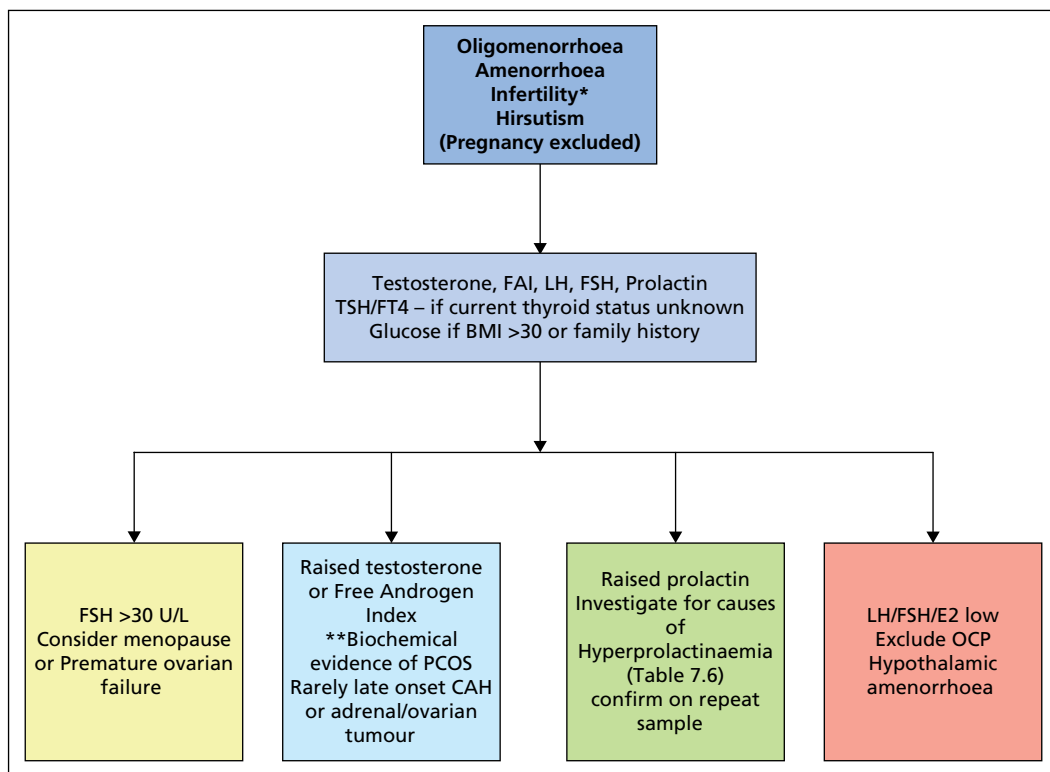 Oligomenorrhoea
Amenorrhoea
Infertility*
Hirsutism
(Pregnancy excluded)
Testosterone, FAI, LH, FSH, Prolactin
TSH/FT4 – if current thyroid status unknown
Glucose if BMI >30 or family history
FSH >30 U/L
Consider menopause
or Premature ovarian
failure
Raised testosterone
or Free Androgen
Index
**Biochemical
evidence of PCOS
Rarely late onset CAH
or adrenal/ovarian
tumour
Raised prolactin
Investigate for causes
of
Hyperprolactinaemia
(Table 7.6)
confirm on repeat
sample
LH/FSH/E2 low
Exclude OCP
Hypothalamic
amenorrhoea